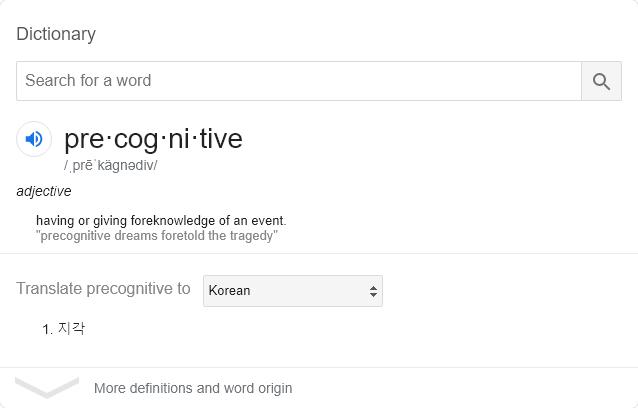 Dictionary
Search for a word
pre·cog·ni·tive
/ˌprēˈkäɡnədiv/
adjective
having or giving foreknowledge of an event.
"precognitive dreams foretold the tragedy"
Translate precognitive to Korean
1. 지각
More definitions and word origin